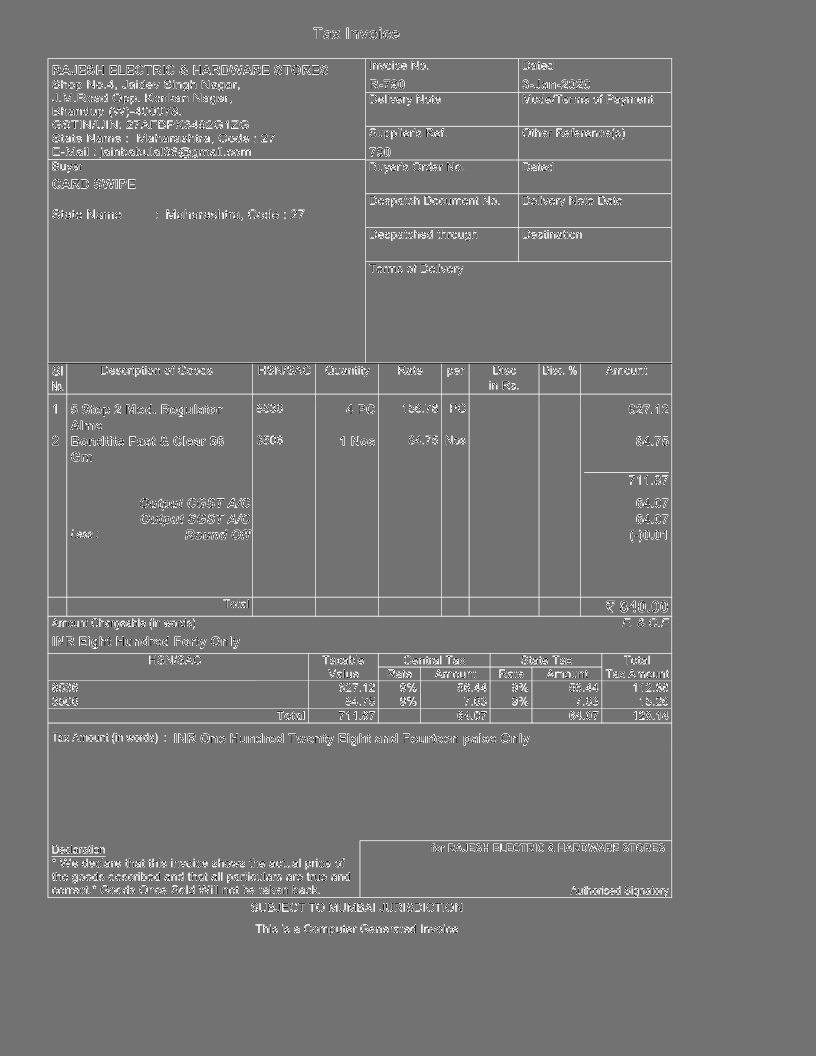 Tax Invoice
RAJESH ELECTRIC & HARDWARE STORES
Shop No.4, Jaidev Singh Nagar,
J.M.Road Opp. Konkan Nagar,
Bhandup (W)-400078.
GSTIN/UIN:
State Name : Maharashtra, Code : 27
E-Mail : jainbabulal36@gmail.com
Invoice No.
R-790
Dated
3-Jan-2020
Delivery Note
Mode/Terms of Payment
Supplier's Ref.
790
Other Reference(s)
Buyer
CARD SWIPE
State Name : Maharashtra, Code : 27
Buyer's Order No.
Dated
Despatch Document No.
Delivery Note Date
Despatched through
Destination
Terms of Delivery
Sl No. Description of Goods HSN/SAC Quantity Rate per Disc in Rs. Disc. % Amount
1 5 Step 2 Mod. Regulator 8536 4 PC 156.78 PC 627.12
Alme
2 Bondtite Fast & Clear 36 3506 1 Nos 84.75 Nos 84.75
Gm
711.87
Output CGST A/C 64.07
Output SGST A/C 64.07
Less : Round Off (-)0.01
Total ₹ 840.00
Amount Chargeable (in words) E. & O.E
INR Eight Hundred Forty Only
HSN/SAC Taxable Central Tax State Tax Total
Value Rate Amount Rate Amount Tax Amount
8536 627.12 9% 56.44 9% 56.44 112.88
3506 84.75 9% 7.63 9% 7.63 15.26
Total 711.87 64.07 64.07 128.14
Tax Amount (in words) : INR One Hundred Twenty Eight and Fourteen paise Only
Declaration
" We declare that this invoice shows the actual price of
the goods described and that all particulars are true and
correct." Goods Once Sold Will not be taken back.
for RAJESH ELECTRIC & HARDWARE STORES
Authorised Signatory
SUBJECT TO MUMBAI JURISDICTION
This is a Computer Generated Invoice